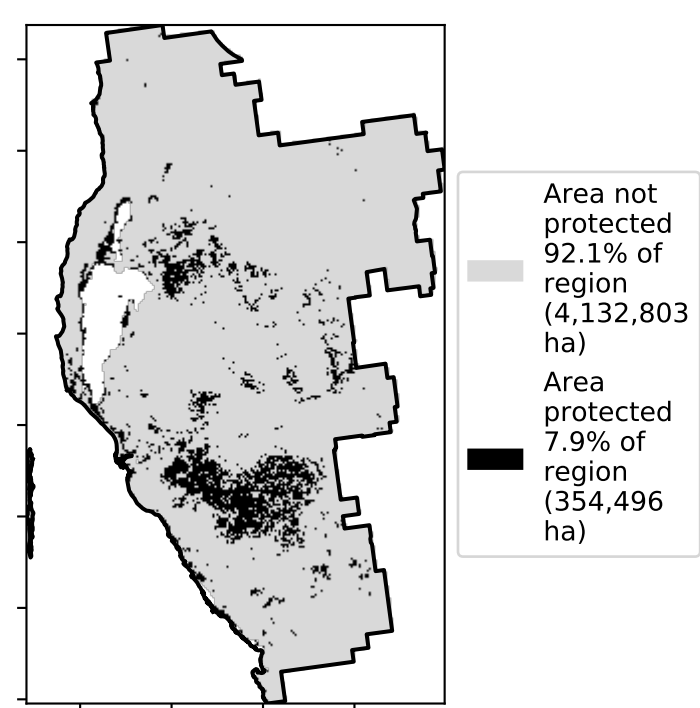 Area not
protected
92.1% of
region
(4,132,803
ha)
Area
protected
7.9% of
region
(354,496
ha)